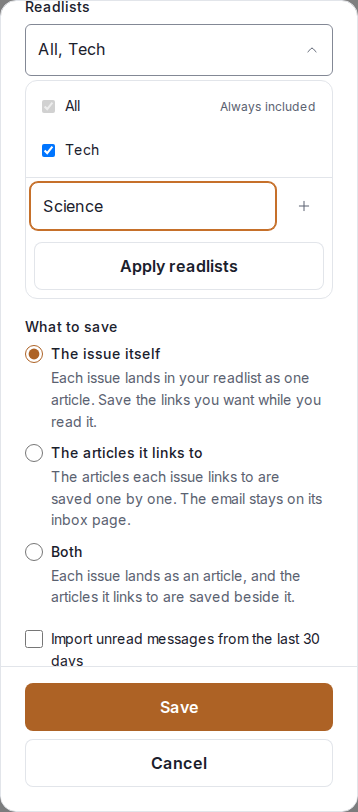 Readlists
All, Tech
All
Always included
Tech
Science
Apply readlists
What to save
The issue itself
Each issue lands in your readlist as one
article. Save the links you want while you
read it.
The articles it links to
The articles each issue links to are
saved one by one. The email stays on its
inbox page.
Both
Each issue lands as an article, and the
articles it links to are saved beside it.
Import unread messages from the last 30
days
Save
Cancel